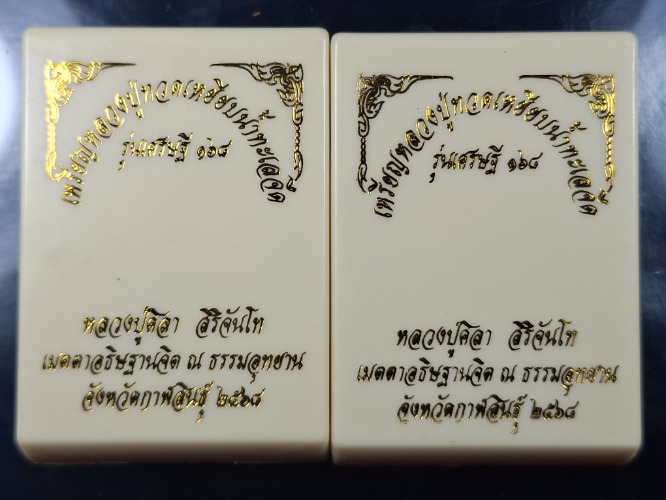 เหรียญหลวงปู่ทวดเหยียบน้ำทะเลจืด
รุ่นเศรษฐี ๑๖๘
หลวงปู่ศิลา สิริจันโท
เมตตาอธิษฐานจิต ณ ธรรมอุทยาน
จังหวัดกาฬสินธุ์ ๒๕๖๘
เหรียญหลวงปู่ทวดเหยียบน้ำทะเลจืด
รุ่นเศรษฐี ๑๖๘
หลวงปู่ศิลา สิริจันโท
เมตตาอธิษฐานจิต ณ ธรรมอุทยาน
จังหวัดกาฬสินธุ์ ๒๕๖๘